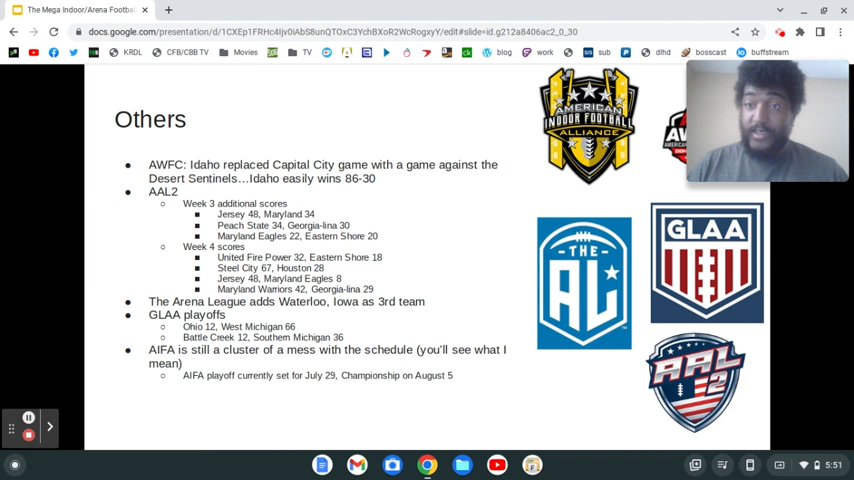 The Mega Indoor/Arena Footba
docs.google.com/presentation/d/1CXEp1FRHc4Ijv0iAbS8unQTOxC3YchBXoR2WcRogxyY/edit#slide=id.g212a8406ac2_0_30
KRDL
CFB/CBB TV
Movies
TV
blog
work
sub
dlhd
bosscast
buffstream
Others
● AWFC: Idaho replaced Capital City game with a game against the
Desert Sentinels…Idaho easily wins 86-30
● AAL2
○ Week 3 additional scores
■ Jersey 48, Maryland 34
■ Peach State 34, Georgia-lina 30
■ Maryland Eagles 22, Eastern Shore 20
○ Week 4 scores
■ United Fire Power 32, Eastern Shore 18
■ Steel City 67, Houston 28
■ Jersey 48, Maryland Eagles 8
■ Maryland Warriors 42, Georgia-lina 29
● The Arena League adds Waterloo, Iowa as 3rd team
● GLAA playoffs
○ Ohio 12, West Michigan 66
○ Battle Creek 12, Southern Michigan 36
● AIFA is still a cluster of a mess with the schedule (you'll see what I
mean)
○ AIFA playoff currently set for July 29, Championship on August 5
AMERICAN
INDOOR FOOTBALL
ALLIANCE
THE
AL
GLAA
AAL
2
5:51